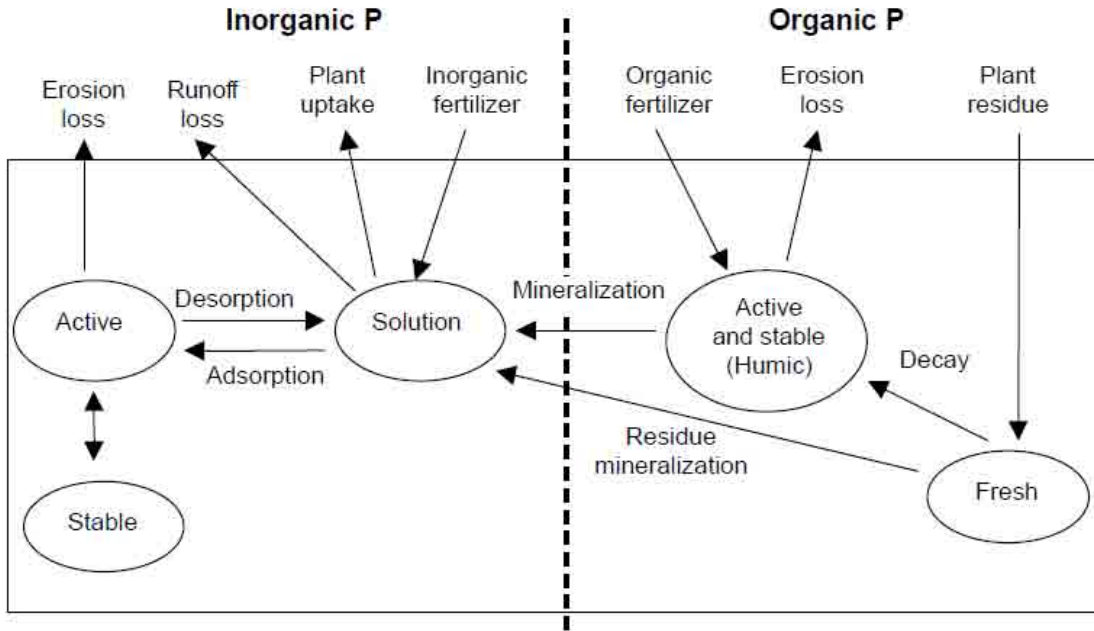 Inorganic P
Organic P
Erosion
loss
Runoff
loss
Plant
uptake
Inorganic
fertilizer
Organic
fertilizer
Erosion
loss
Plant
residue
Active
Desorption
Adsorption
Solution
Mineralization
Active
and stable
(Humic)
Decay
Residue
mineralization
Fresh
Stable